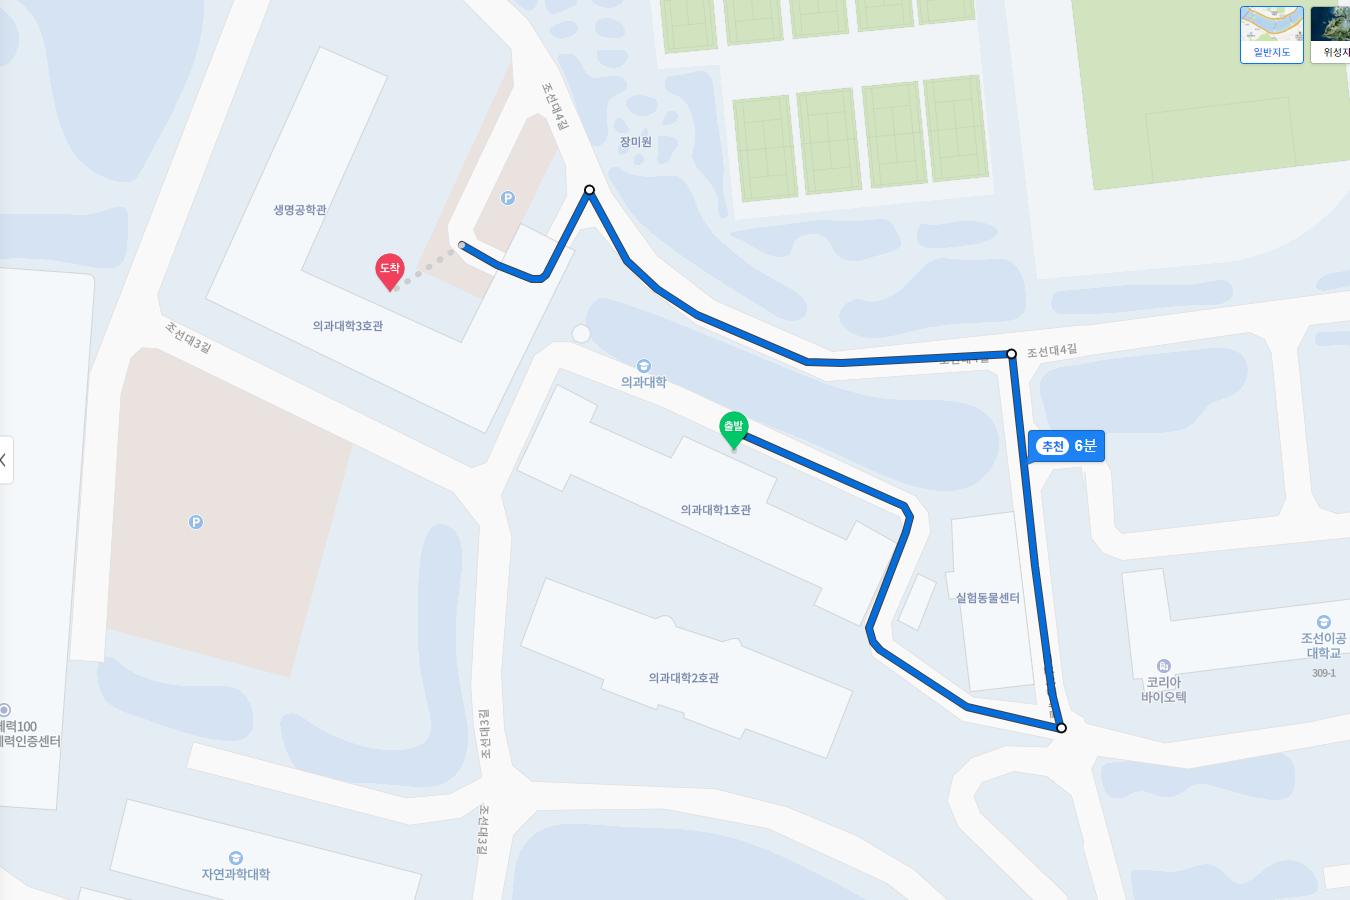 일반지도
위성지
조선대4길
장미원
P
생명공학관
도착
의과대학3호관
조선대3길
조선대4길
의과대학
출발
추천 6분
P
의과대학1호관
실험동물센터
조선이공
대학교
309-1
의과대학2호관
코리아
바이오텍
체력100
체력인증센터
조선대3길
조선대3길
자연과학대학